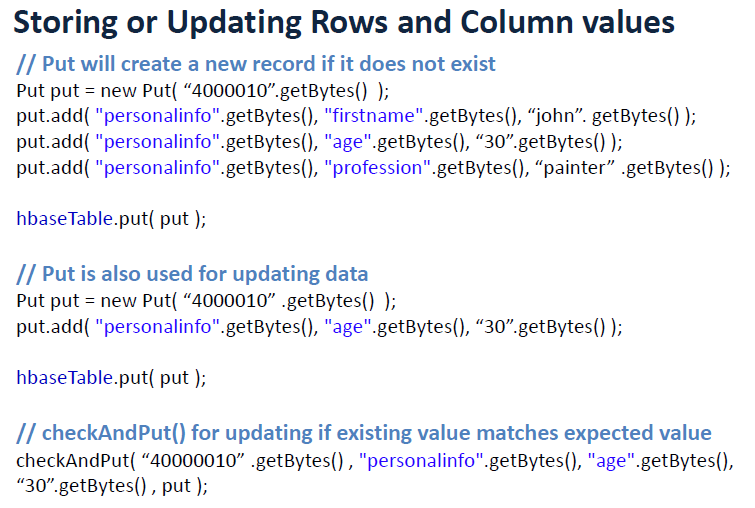 Storing or Updating Rows and Column values
// Put will create a new record if it does not exist
Put put = new Put( “4000010”.getBytes()  );
put.add( "personalinfo".getBytes(), "firstname".getBytes(), “john”. getBytes() );
put.add( "personalinfo".getBytes(), "age".getBytes(), “30”.getBytes() );
put.add( "personalinfo".getBytes(), "profession".getBytes(), “painter” .getBytes() );
hbaseTable.put( put );
// Put is also used for updating data
Put put = new Put( “4000010” .getBytes()  );
put.add( "personalinfo".getBytes(), "age".getBytes(), “30”.getBytes() );
hbaseTable.put( put );
// checkAndPut() for updating if existing value matches expected value
checkAndPut( “40000010” .getBytes() , "personalinfo".getBytes(), "age".getBytes(),
“30”.getBytes() , put );